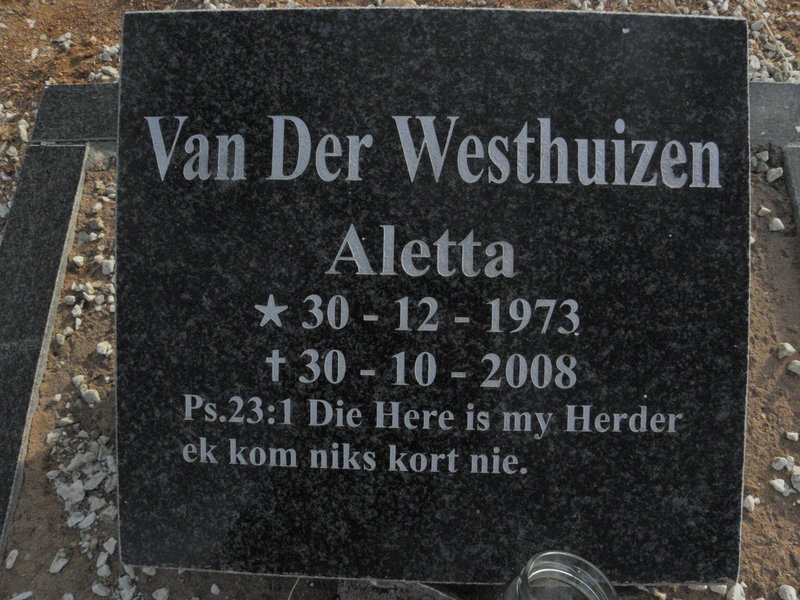 Van Der Westhuizen
Aletta
★ 30 - 12 - 1973
✝ 30 - 10 - 2008
Ps.23:1 Die Here is my Herder
ek kom niks kort nie.